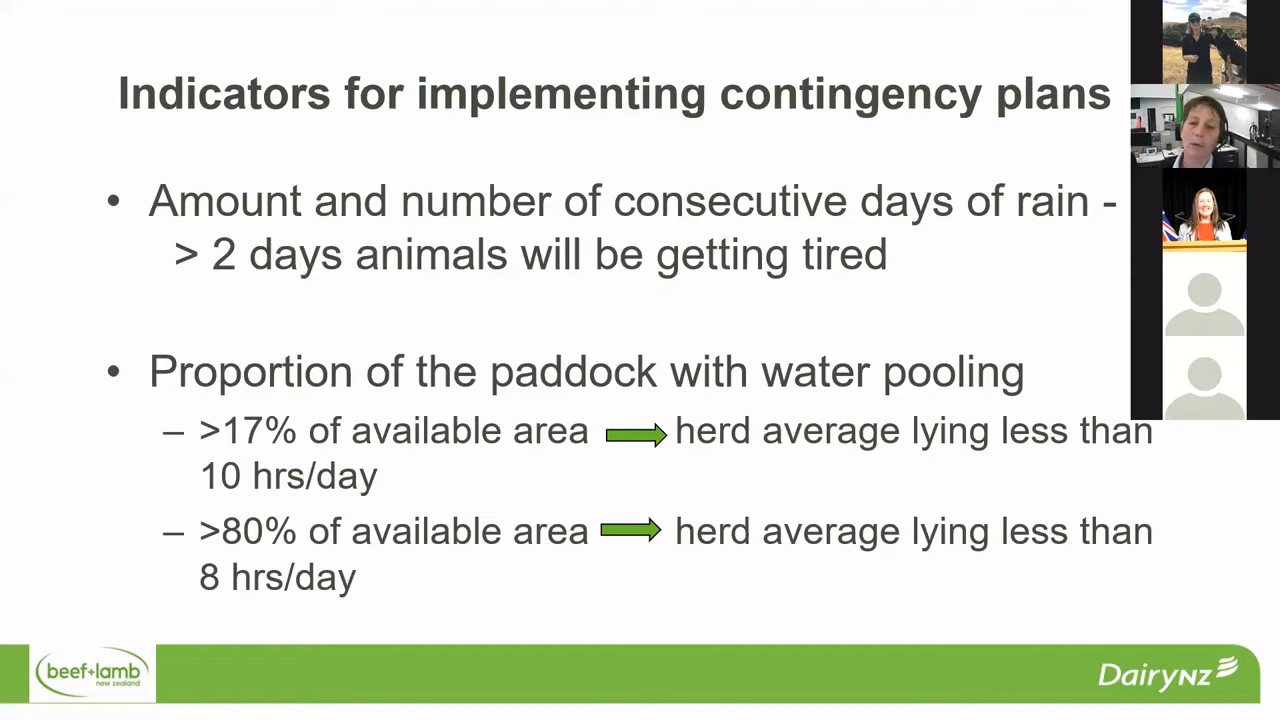 Indicators for implementing contingency plans
• Amount and number of consecutive days of rain -
> 2 days animals will be getting tired
• Proportion of the paddock with water pooling
– >17% of available area herd average lying less than
10 hrs/day
– >80% of available area herd average lying less than
8 hrs/day
beef+lamb
new zealand
DairyNZ